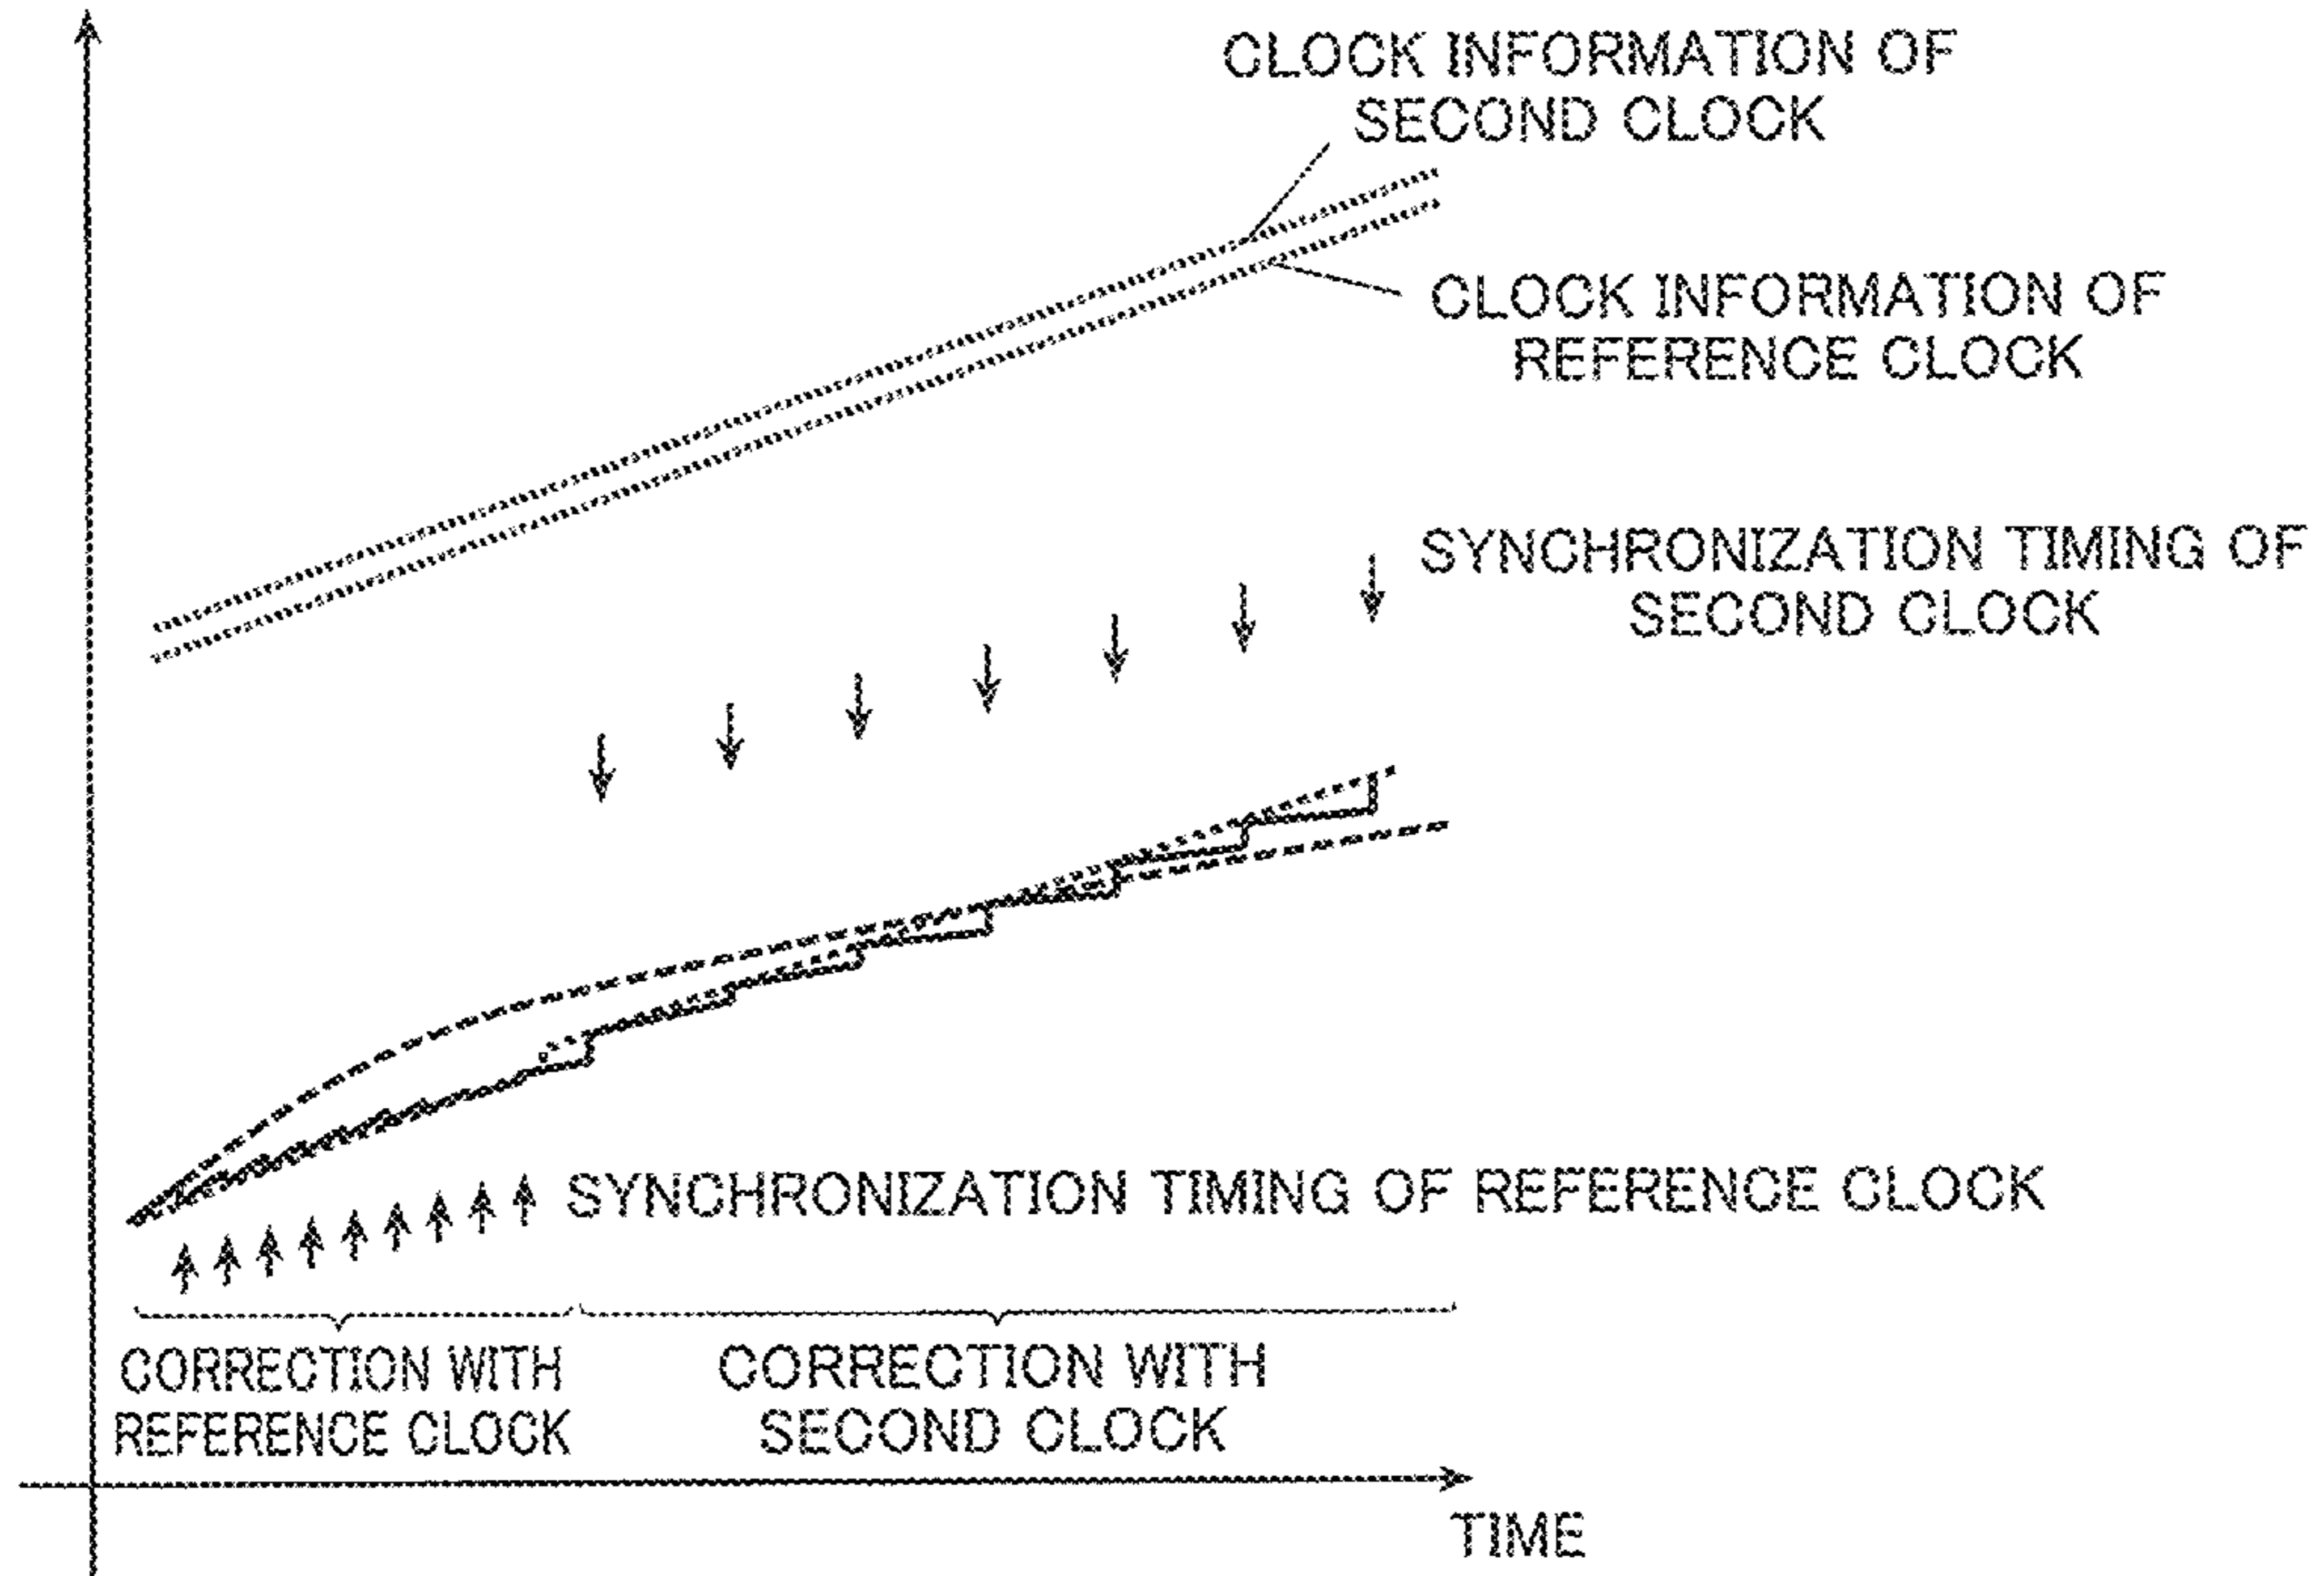 CLOCK INFORMATION OF
SECOND CLOCK
CLOCK INFORMATION OF
REFERENCE CLOCK
SYNCHRONIZATION TIMING OF
SECOND CLOCK
SYNCHRONIZATION TIMING OF REFERENCE CLOCK
CORRECTION WITH
REFERENCE CLOCK
CORRECTION WITH
SECOND CLOCK
TIME